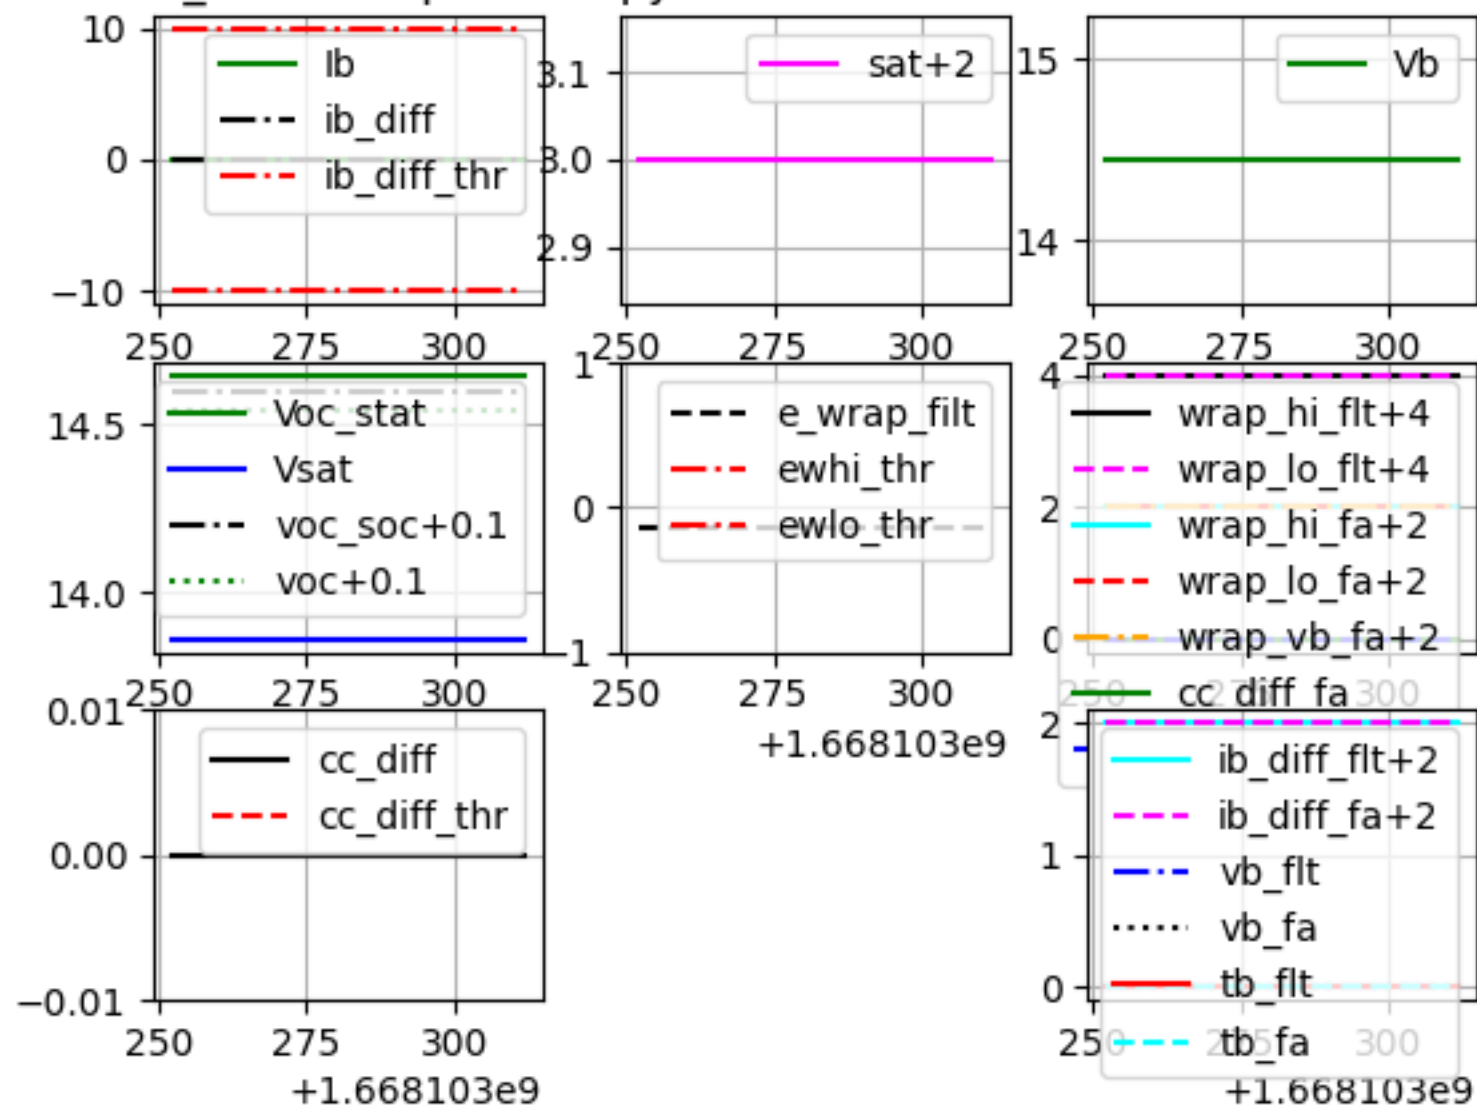 10
0
−10
250 275 300
Ib
ib_diff
ib_diff_thr
3.1
3.0
2.9
250 275 300
sat+2
15
14
250 275 300
Vb
14.5
14.0
250 275 300
Voc_stat
Vsat
voc_soc+0.1
voc+0.1
1
0
−1
250 275 300
+1.668103e9
e_wrap_filt
ewhi_thr
ewlo_thr
4
2
0
250 275 300
wrap_hi_flt+4
wrap_lo_flt+4
wrap_hi_fa+2
wrap_lo_fa+2
wrap_vb_fa+2
cc_diff_fa
0.01
0.00
−0.01
250 275 300
+1.668103e9
cc_diff
cc_diff_thr
2
1
0
250 275 300
+1.668103e9
ib_diff_flt+2
ib_diff_fa+2
vb_flt
vb_fa
tb_flt
tb_fa